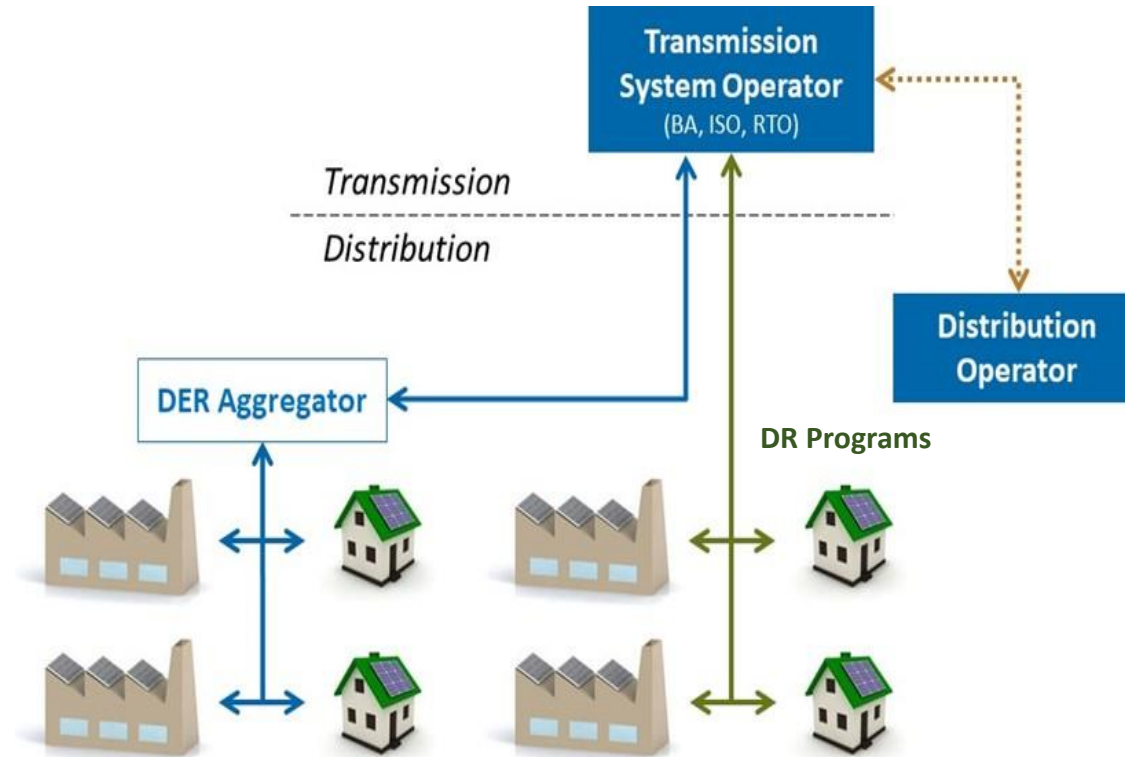 Transmission
System Operator
(BA, ISO, RTO)
Transmission
Distribution
Distribution
Operator
DER Aggregator
DR Programs